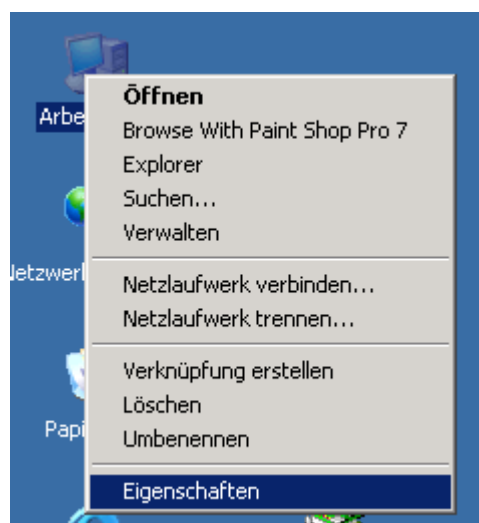 Arbe
Öffnen
Browse With Paint Shop Pro 7
Explorer
Suchen...
Verwalten
Netzwerl
Netzlaufwerk verbinden...
Netzlaufwerk trennen...
Verknüpfung erstellen
Löschen
Papi
Umbenennen
Eigenschaften